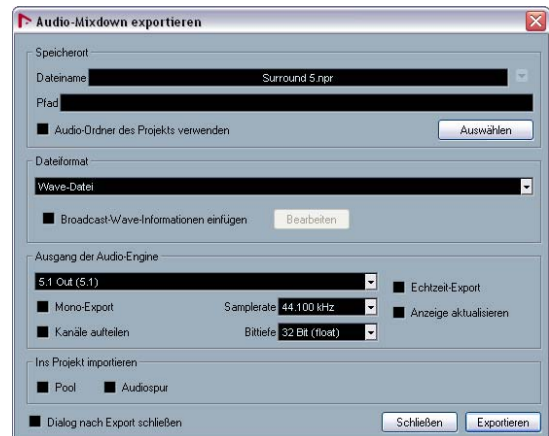 Audio-Mixdown exportieren
Speicherort
Dateiname Surround 5.npr
Pfad
Audio-Ordner des Projekts verwenden Auswählen
Dateiformat
Wave-Datei
Broadcast-Wave-Informationen einfügen Bearbeiten
Ausgang der Audio-Engine
5.1 Out (5.1) Echtzeit-Export
Mono-Export Samplerate 44.100 kHz Anzeige aktualisieren
Kanäle aufteilen Bittiefe 32 Bit (float)
Ins Projekt importieren
Pool Audiospur
Dialog nach Export schließen Schließen Exportieren